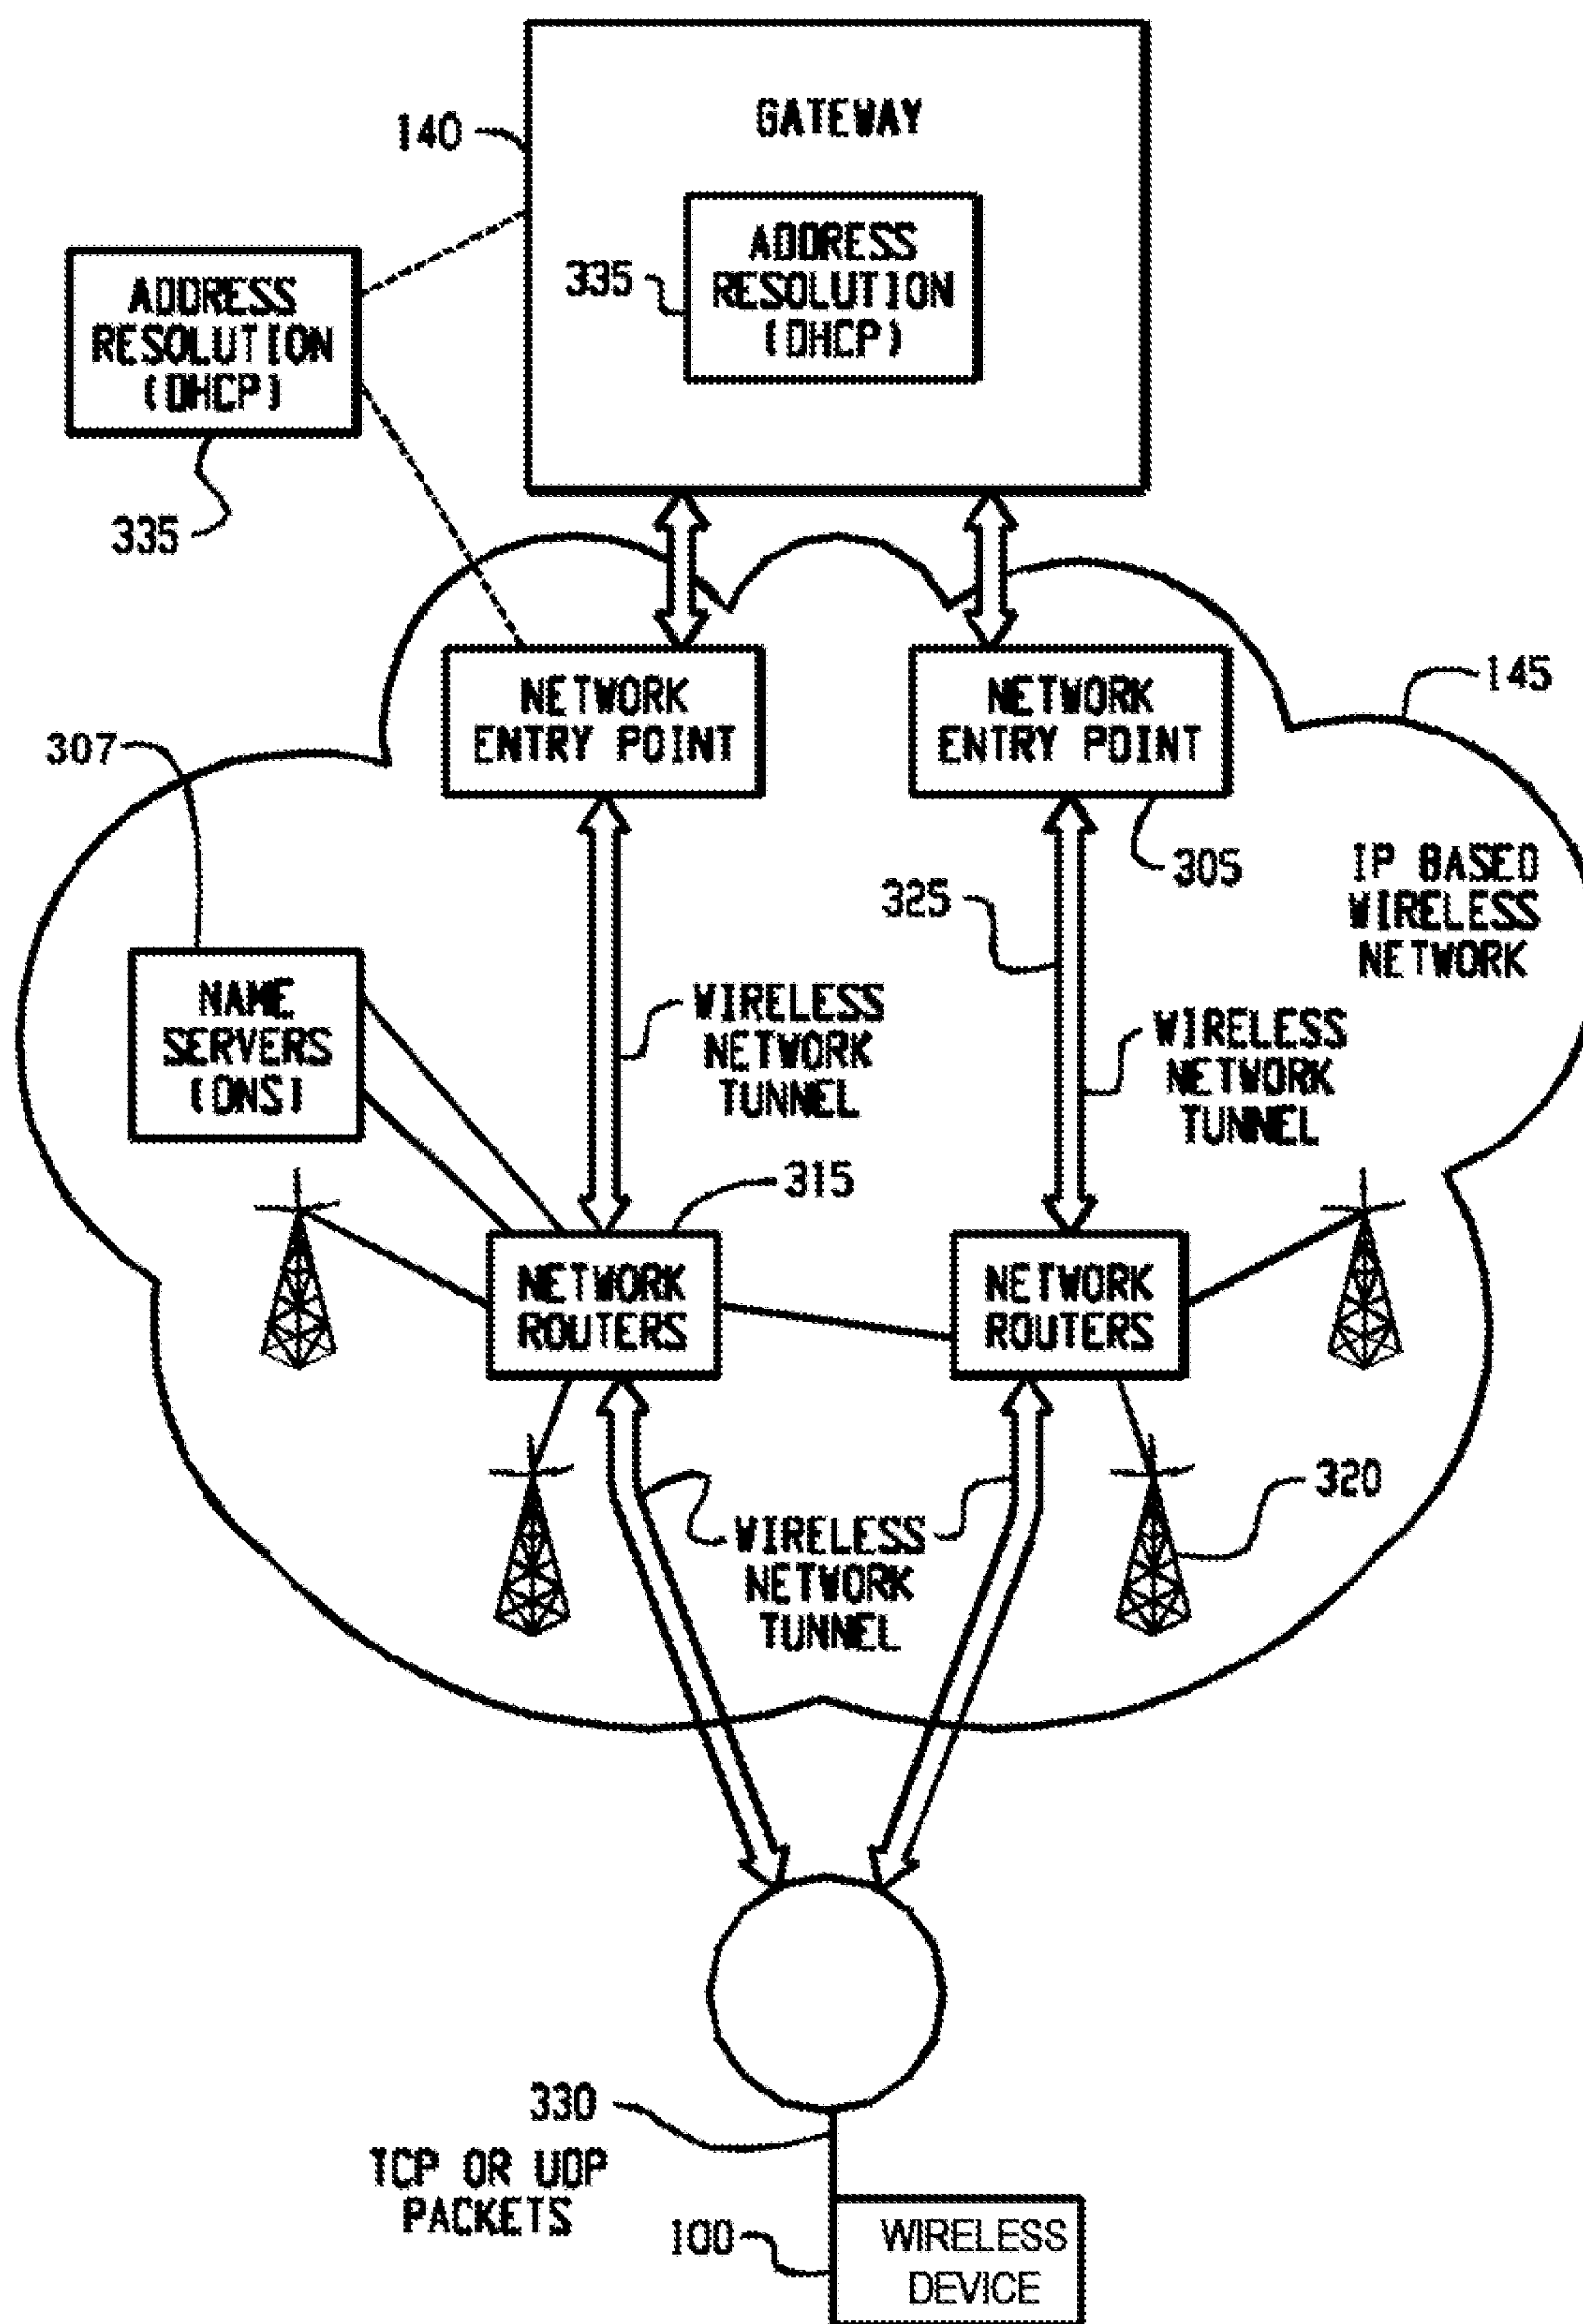 GATEWAY
140
ADDRESS
RESOLUTION
(DHCP)
335
ADDRESS
RESOLUTION
(DHCP)
335
NETWORK
ENTRY POINT
NETWORK
ENTRY POINT
145
307
305
325
IP BASED
WIRELESS
NETWORK
NAME
SERVERS
(DNS)
WIRELESS
NETWORK
TUNNEL
WIRELESS
NETWORK
TUNNEL
315
NETWORK
ROUTERS
NETWORK
ROUTERS
320
WIRELESS
NETWORK
TUNNEL
330
TCP OR UDP
PACKETS
100
WIRELESS
DEVICE